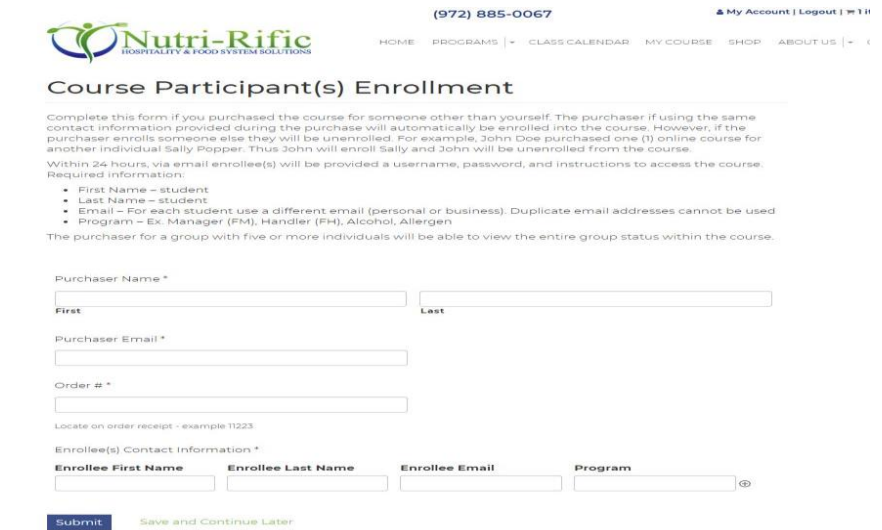 (972) 885-0067
My Account | Logout | 1 it
Nutri-Rific
HOSPITALITY & FOOD SYSTEM SOLUTIONS
HOME PROGRAMS | CLASS CALENDAR MY COURSE SHOP ABOUT US |
Course Participant(s) Enrollment
Complete this form if you purchased the course for someone other than yourself. The purchaser if using the same
contact information provided during the purchase will automatically be enrolled into the course. However, if the
purchaser enrolls someone else they will be unenrolled. For example, John Doe purchased one (1) online course for
another individual Sally Popper. Thus John will enroll Sally and John will be unenrolled from the course.
Within 24 hours, via email enrollee(s) will be provided a username, password, and instructions to access the course.
Required information:
• First Name – student
• Last Name – student
• Email – For each student use a different email (personal or business). Duplicate email addresses cannot be used
• Program – Ex. Manager (FM), Handler (FH), Alcohol, Allergen
The purchaser for a group with five or more individuals will be able to view the entire group status within the course.
Purchaser Name *
First Last
Purchaser Email *
Order # *
Locate on order receipt - example 11223
Enrollee(s) Contact Information *
Enrollee First Name Enrollee Last Name Enrollee Email Program
Submit Save and Continue Later